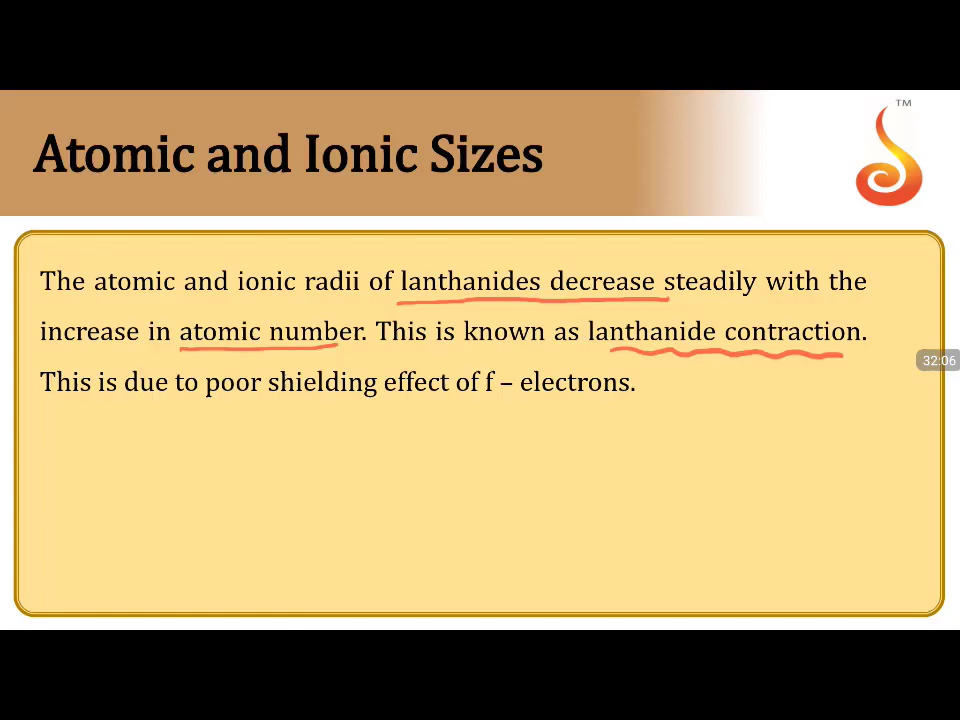 TM
Atomic and Ionic Sizes
The atomic and ionic radii of lanthanides decrease steadily with the
increase in atomic number. This is known as lanthanide contraction.
32:06
This is due to poor shielding effect of f – electrons.